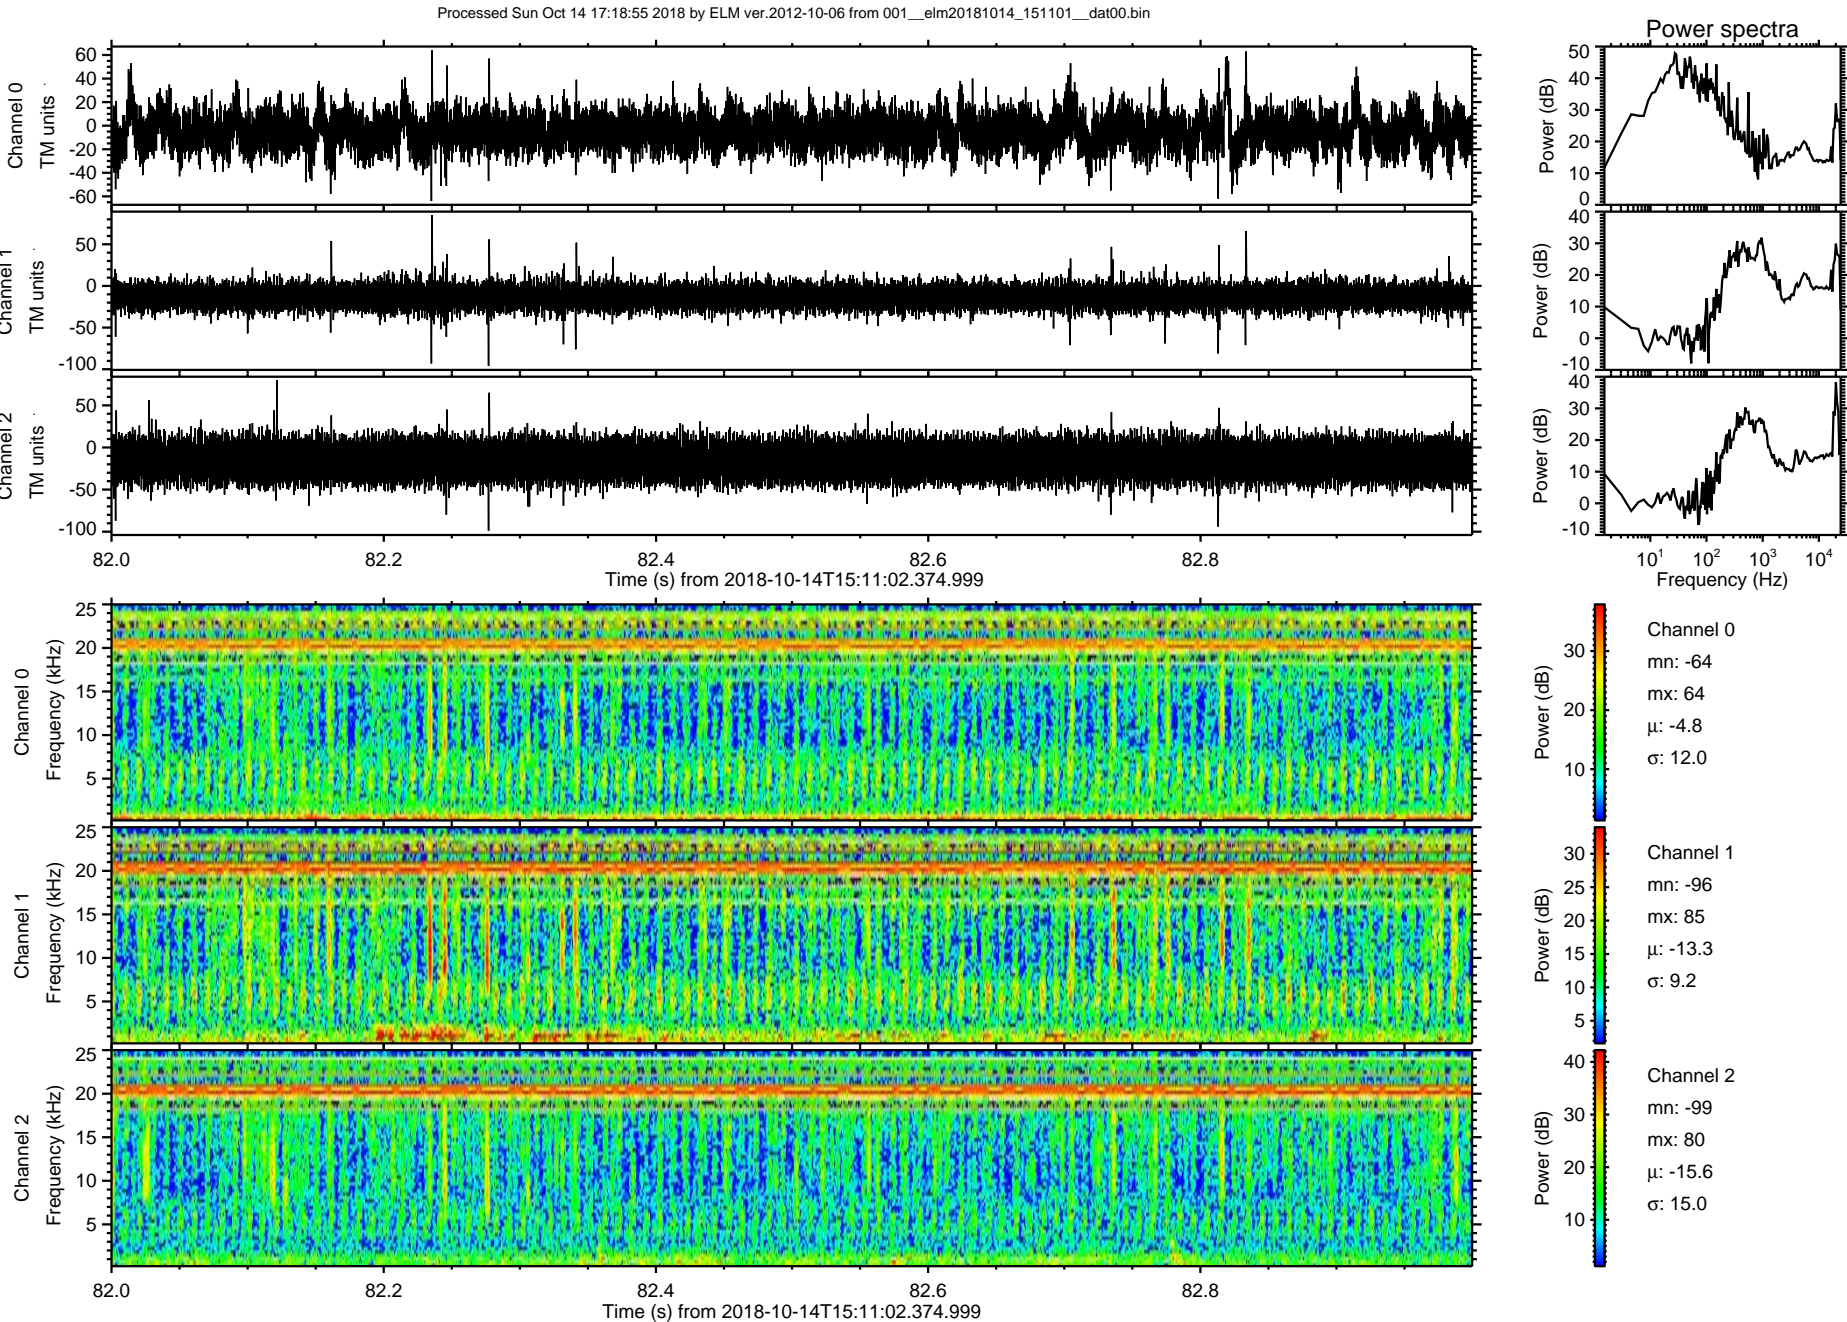 Processed Sun Oct 14 17:18:55 2018 by ELM ver.2012-10-06 from 001__elm20181014_151101__dat00.bin
Power spectra
Channel 0
TM units
60
40
20
0
-20
-40
-60
Power (dB)
50
40
30
20
10
0
Channel 1
TM units
50
0
-50
-100
Power (dB)
40
30
20
10
0
-10
Channel 2
TM units
50
0
-50
-100
Power (dB)
40
30
20
10
0
-10
82.0 82.2 82.4 82.6 82.8
Time (s) from 2018-10-14T15:11:02.374.999
10¹ 10² 10³ 10⁴
Frequency (Hz)
Channel 0
Frequency (kHz)
25
20
15
10
5
Power (dB)
30
20
10
Channel 0
mn: -64
mx: 64
µ: -4.8
σ: 12.0
Channel 1
Frequency (kHz)
25
20
15
10
5
Power (dB)
30
25
20
15
10
5
Channel 1
mn: -96
mx: 85
µ: -13.3
σ: 9.2
Channel 2
Frequency (kHz)
25
20
15
10
5
Power (dB)
40
30
20
10
Channel 2
mn: -99
mx: 80
µ: -15.6
σ: 15.0
82.0 82.2 82.4 82.6 82.8
Time (s) from 2018-10-14T15:11:02.374.999